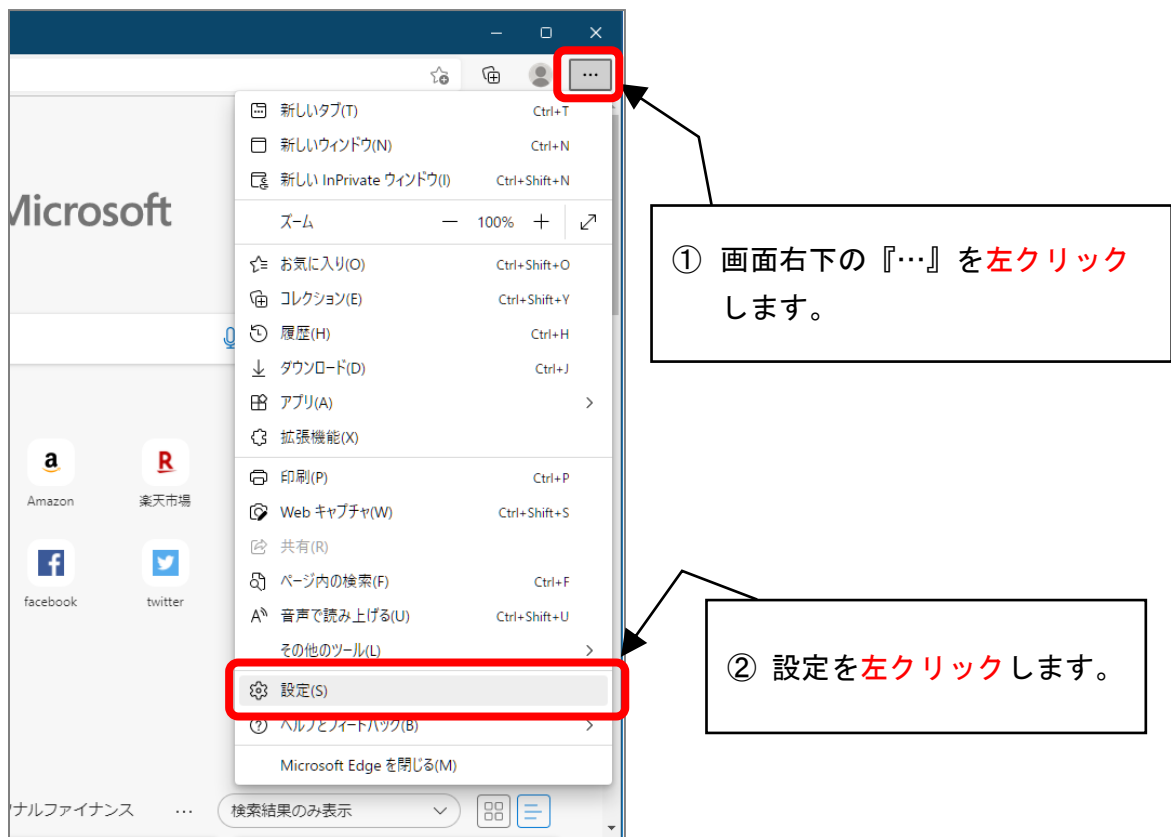 …
新しいタブ(T) Ctrl+T
新しいウィンドウ(N) Ctrl+N
新しい InPrivate ウィンドウ(I) Ctrl+Shift+N
Microsoft
ズーム — 100% +
① 画面右下の『…』を左クリック
します。
お気に入り(O) Ctrl+Shift+O
コレクション(E) Ctrl+Shift+Y
履歴(H) Ctrl+H
ダウンロード(D) Ctrl+J
アプリ(A)
拡張機能(X)
印刷(P) Ctrl+P
Amazon 楽天市場
Web キャプチャ(W) Ctrl+Shift+S
共有(R)
ページ内の検索(F) Ctrl+F
facebook twitter
音声で読み上げる(U) Ctrl+Shift+U
その他のツール(L)
② 設定を左クリックします。
設定(S)
ヘルプとフィードバック(B)
Microsoft Edge を閉じる(M)
ナルファイナンス … 検索結果のみ表示